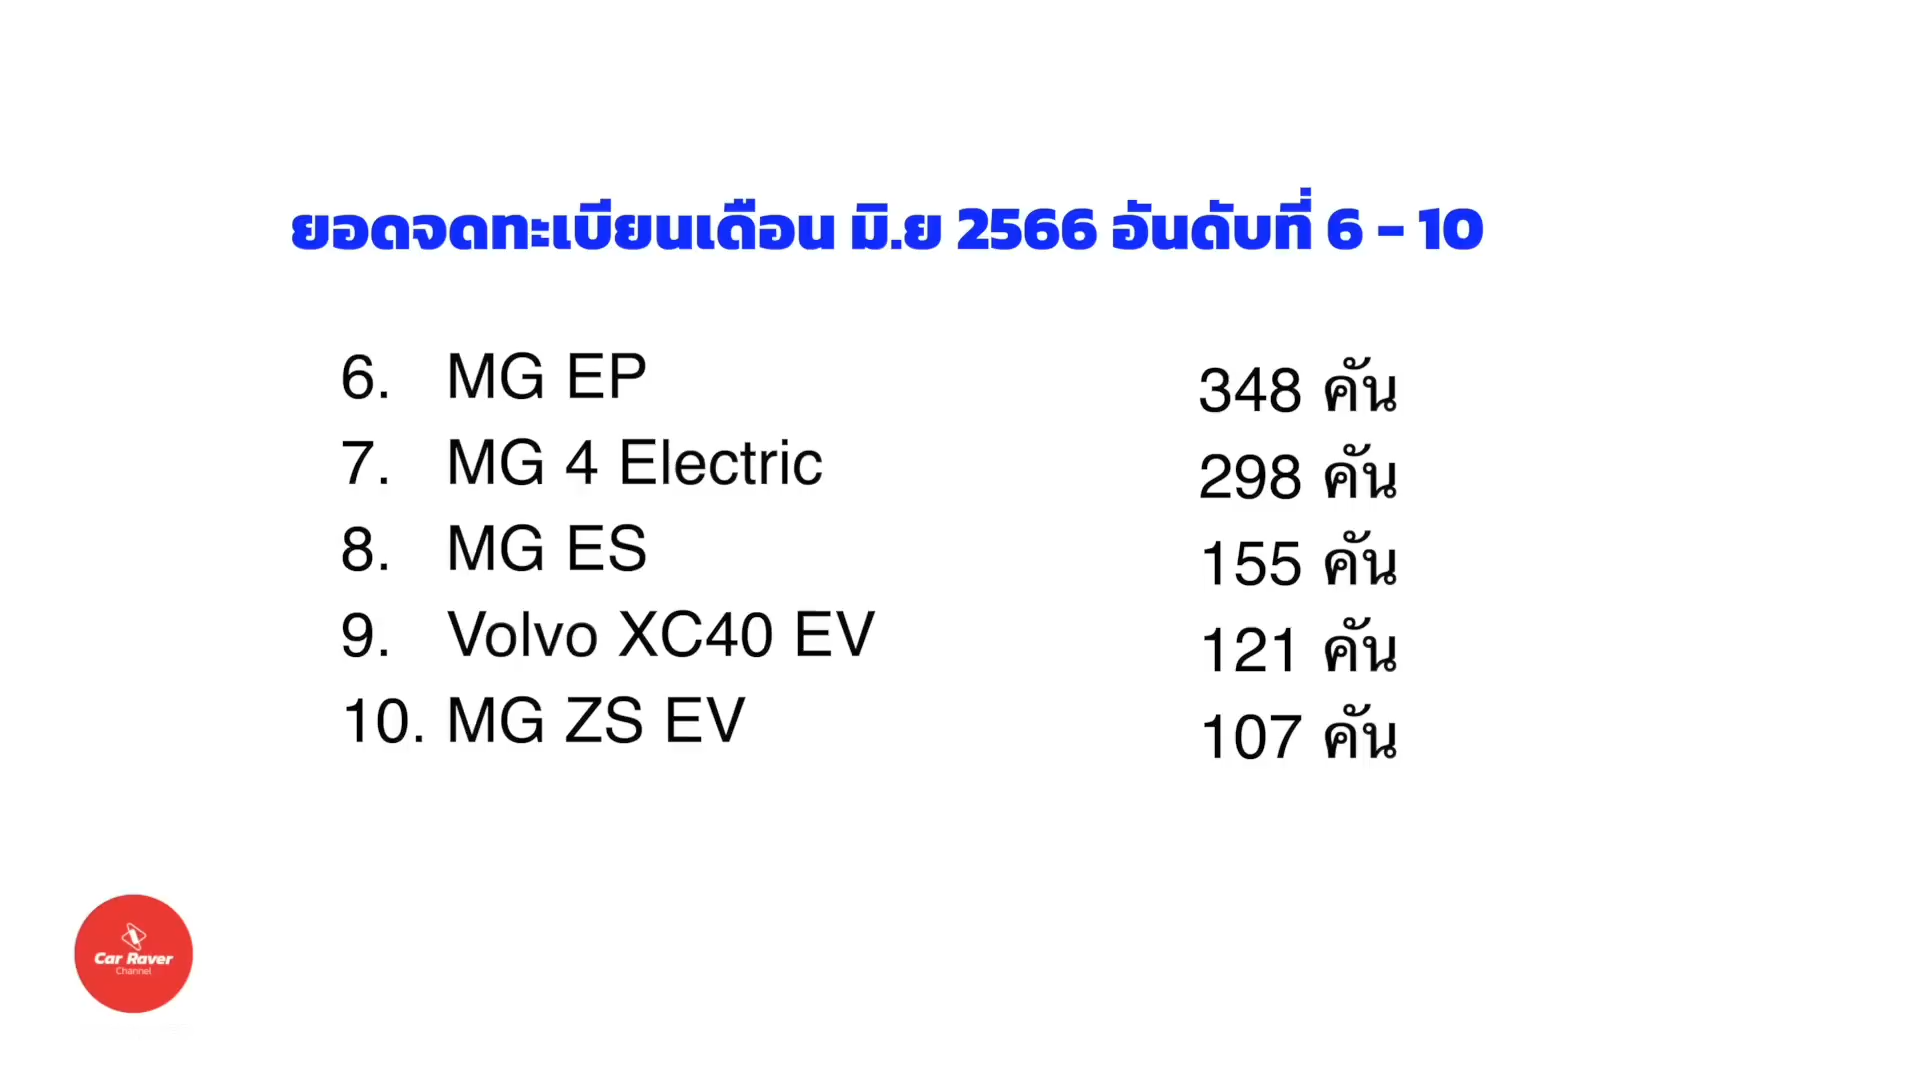 ยอดจดทะเบียนเดือน มิ.ย 2566 อันดับที่ 6 - 10
6. MG EP 348 คัน
7. MG 4 Electric 298 คัน
8. MG ES 155 คัน
9. Volvo XC40 EV 121 คัน
10. MG ZS EV 107 คัน
Car Raver
Channel